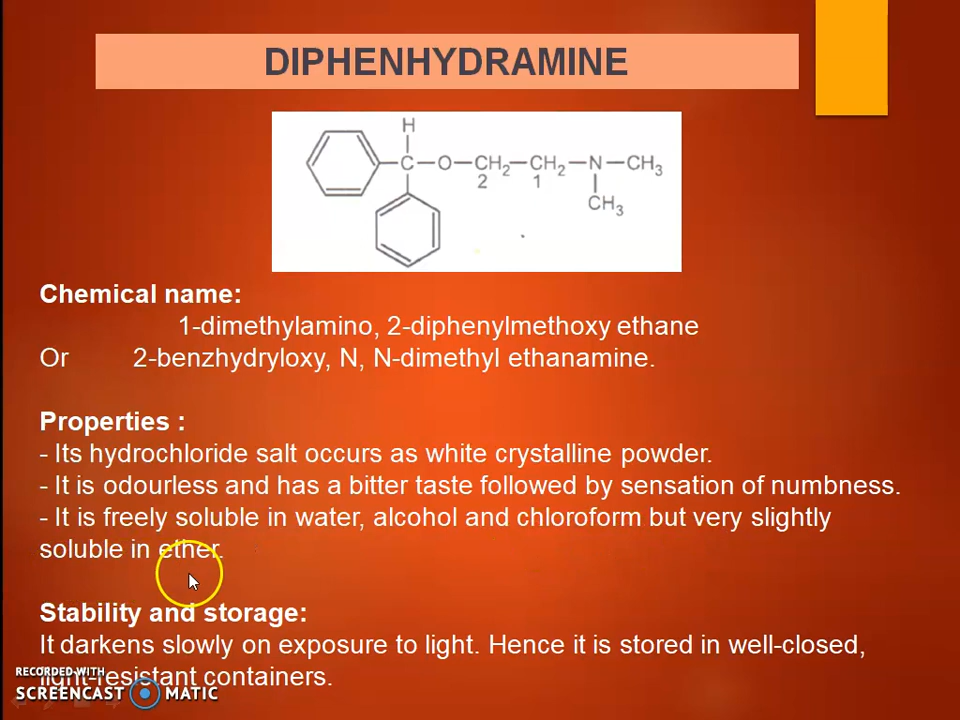 DIPHENHYDRAMINE
H
C—O—CH2—CH2—N—CH3
2 1
CH3
Chemical name:
1-dimethylamino, 2-diphenylmethoxy ethane
Or 2-benzhydryloxy, N, N-dimethyl ethanamine.
Properties :
- Its hydrochloride salt occurs as white crystalline powder.
- It is odourless and has a bitter taste followed by sensation of numbness.
- It is freely soluble in water, alcohol and chloroform but very slightly
soluble in ether.
Stability and storage:
It darkens slowly on exposure to light. Hence it is stored in well-closed,
light-resistant containers.
RECORDED WITH
SCREENCAST MATIC